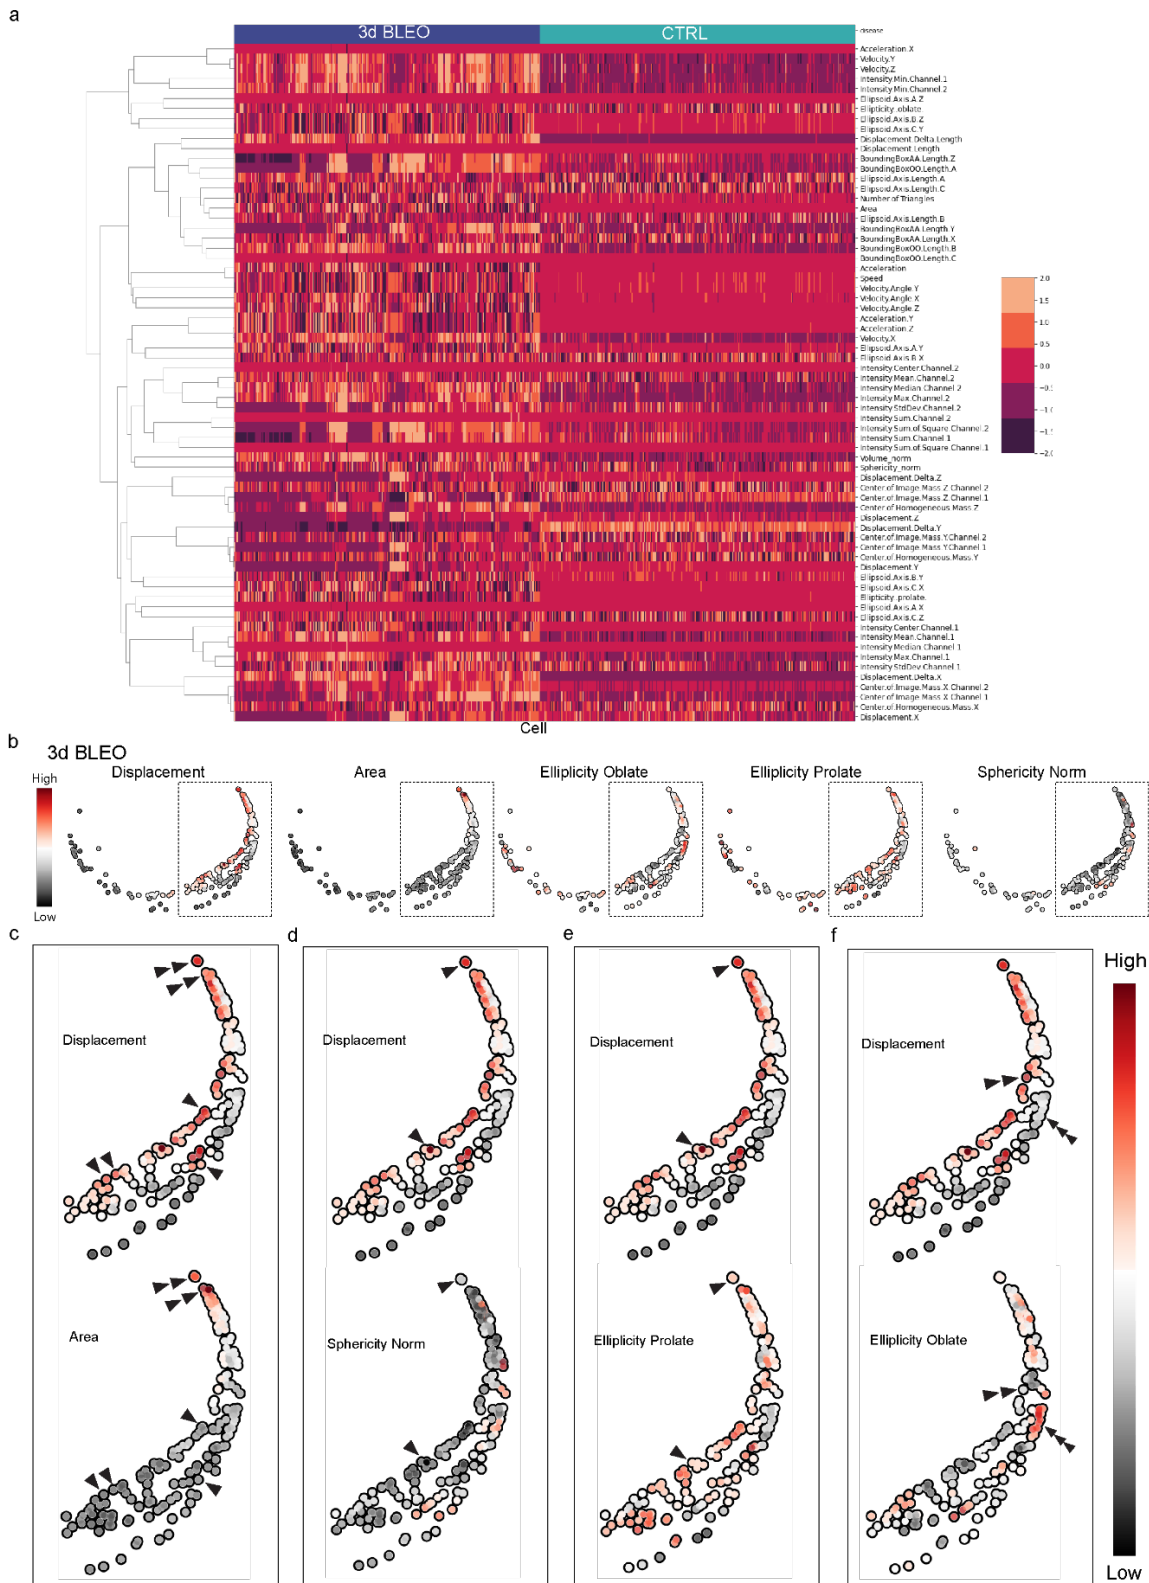 a
3d BLEO
CTRL
disease
Acceleration.X
Velocity.Y
Velocity.Z
Intensity.Min.Channel.1
Intensity.Min.Channel.2
Ellipsoid.Axis.A.Z
Ellipticity_oblate
Ellipsoid.Axis.B.Z
Ellipsoid.Axis.C.Y
Displacement.Delta.Length
Displacement.Length
BoundingBoxAA.Length.Z
BoundingBoxOO.Length.A
Ellipsoid.Axis.Length.A
Ellipsoid.Axis.Length.C
Number.of.Triangles
Area
Ellipsoid.Axis.Length.B
BoundingBoxAA.Length.Y
BoundingBoxAA.Length.X
BoundingBoxOO.Length.B
BoundingBoxOO.Length.C
Acceleration
Speed
Velocity.Angle.Y
Velocity.Angle.X
Velocity.Angle.Z
Acceleration.Y
Acceleration.Z
Velocity.X
Ellipsoid.Axis.A.Y
Ellipsoid.Axis.B.X
Intensity.Center.Channel.2
Intensity.Mean.Channel.2
Intensity.Median.Channel.2
Intensity.Max.Channel.2
Intensity.StdDev.Channel.2
Intensity.Sum.Channel.2
Intensity.Sum.of.Square.Channel.2
Intensity.Sum.Channel.1
Intensity.Sum.of.Square.Channel.1
Volume_norm
Sphericity_norm
Displacement.Delta.Z
Center.of.Image.Mass.Z.Channel.2
Center.of.Image.Mass.Z.Channel.1
Center.of.Homogeneous.Mass.Z
Displacement.Z
Displacement.Delta.Y
Center.of.Image.Mass.Y.Channel.2
Center.of.Image.Mass.Y.Channel.1
Center.of.Homogeneous.Mass.Y
Displacement.Y
Ellipsoid.Axis.B.Y
Ellipsoid.Axis.C.X
Ellipticity_prolate.
Ellipsoid.Axis.A.X
Ellipsoid.Axis.C.Z
Intensity.Center.Channel.1
Intensity.Mean.Channel.1
Intensity.Median.Channel.1
Intensity.Max.Channel.1
Intensity.StdDev.Channel.1
Displacement.Delta.X
Center.of.Image.Mass.X.Channel.2
Center.of.Image.Mass.X.Channel.1
Center.of.Homogeneous.Mass.X
Displacement.X
2.0
1.5
1.0
0.0
Cell
b
3d BLEO
High
Low
Displacement
Area
Elliplicity Oblate
Elliplicity Prolate
Sphericity Norm
c
d
e
f
Displacement
Displacement
Displacement
Displacement
High
Area
Sphericity Norm
Elliplicity Prolate
Elliplicity Oblate
Low